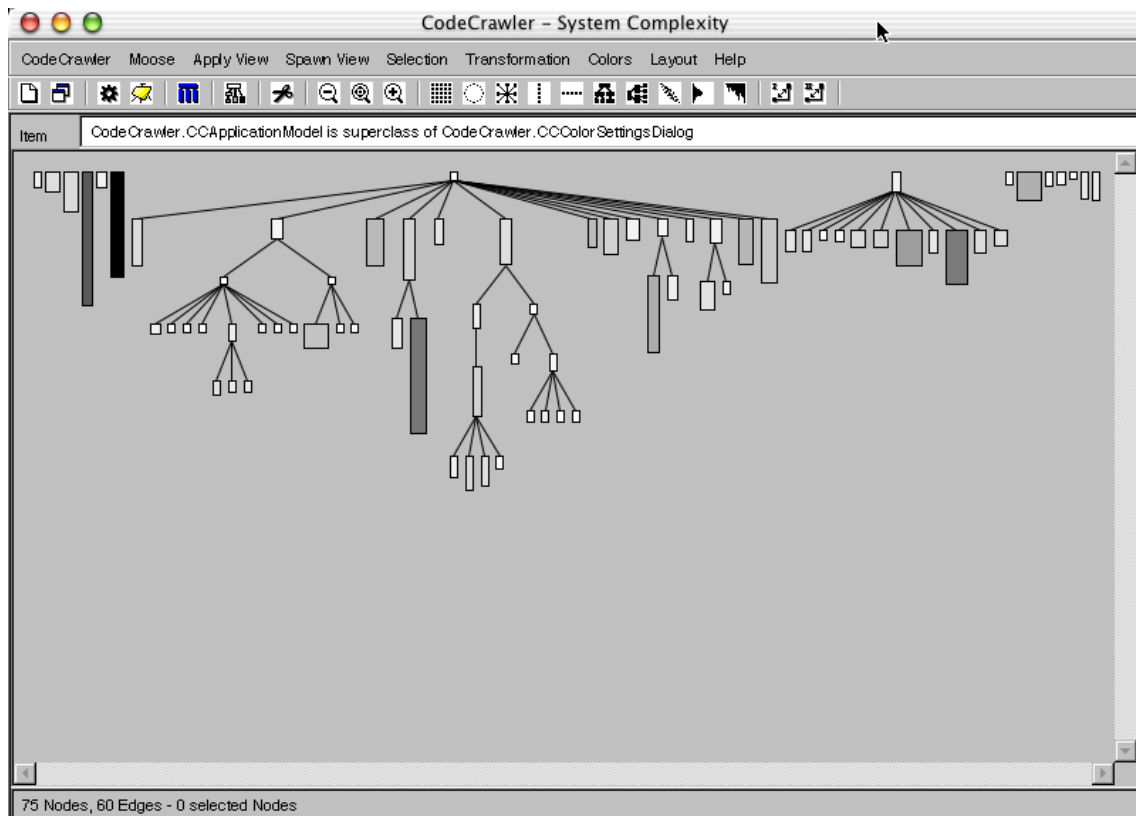 CodeCrawler – System Complexity
CodeCrawler Moose Apply View Spawn View Selection Transformation Colors Layout Help
Item CodeCrawler.CCApplicationModel is superclass of CodeCrawler.CCColorSettingsDialog
75 Nodes, 60 Edges - 0 selected Nodes